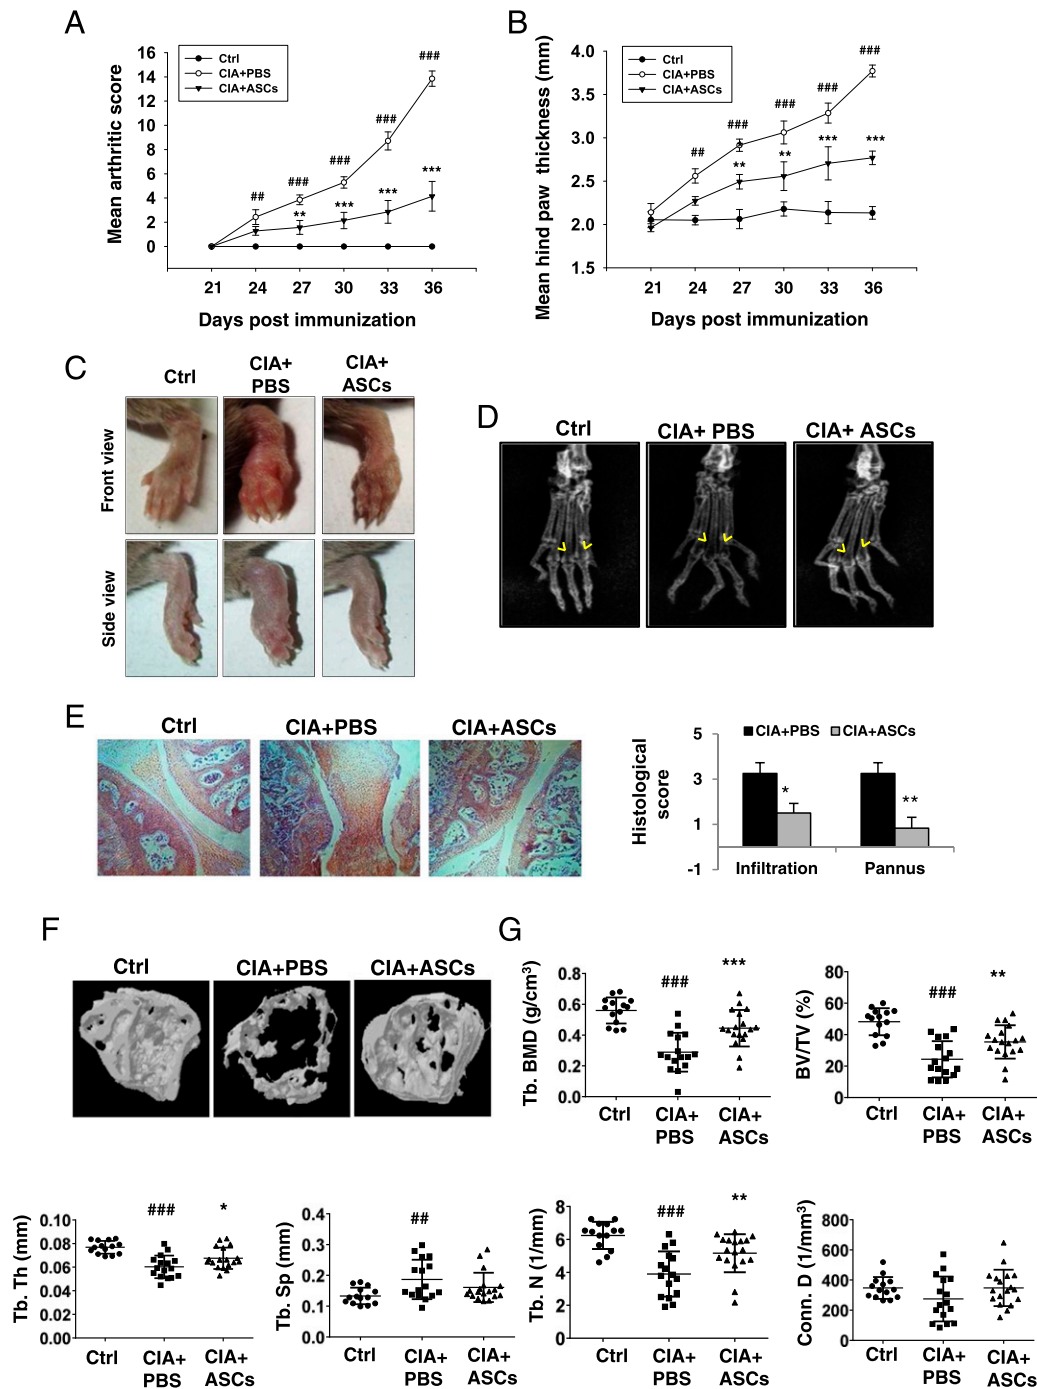 A
Mean arthritic score
16
14
12
10
8
6
4
2
0
Ctrl
CIA+PBS
CIA+ASCs
##
###
###
###
###
**
***
***
***
21 24 27 30 33 36
Days post immunization
B
Mean hind paw thickness (mm)
4.0
3.5
3.0
2.5
2.0
1.5
Ctrl
CIA+PBS
CIA+ASCs
##
###
###
###
###
**
**
***
***
21 24 27 30 33 36
Days post immunization
C
Ctrl
CIA+
PBS
CIA+
ASCs
Front view
Side view
D
Ctrl
CIA+ PBS
CIA+ ASCs
E
Ctrl
CIA+PBS
CIA+ASCs
Histological
score
5
3
1
-1
CIA+PBS
CIA+ASCs
*
**
Infiltration
Pannus
F
Ctrl
CIA+PBS
CIA+ASCs
G
Tb. BMD (g/cm³)
0.8
0.6
0.4
0.2
0.0
###
***
Ctrl
CIA+
PBS
CIA+
ASCs
BV/TV (%)
80
60
40
20
0
###
**
Ctrl
CIA+
PBS
CIA+
ASCs
Tb. Th (mm)
0.10
0.08
0.06
0.04
0.02
0.00
###
*
Ctrl
CIA+
PBS
CIA+
ASCs
Tb. Sp (mm)
0.4
0.3
0.2
0.1
0.0
##
Ctrl
CIA+
PBS
CIA+
ASCs
Tb. N (1/mm)
8
6
4
2
0
###
**
Ctrl
CIA+
PBS
CIA+
ASCs
Conn. D (1/mm³)
800
600
400
200
0
Ctrl
CIA+
PBS
CIA+
ASCs